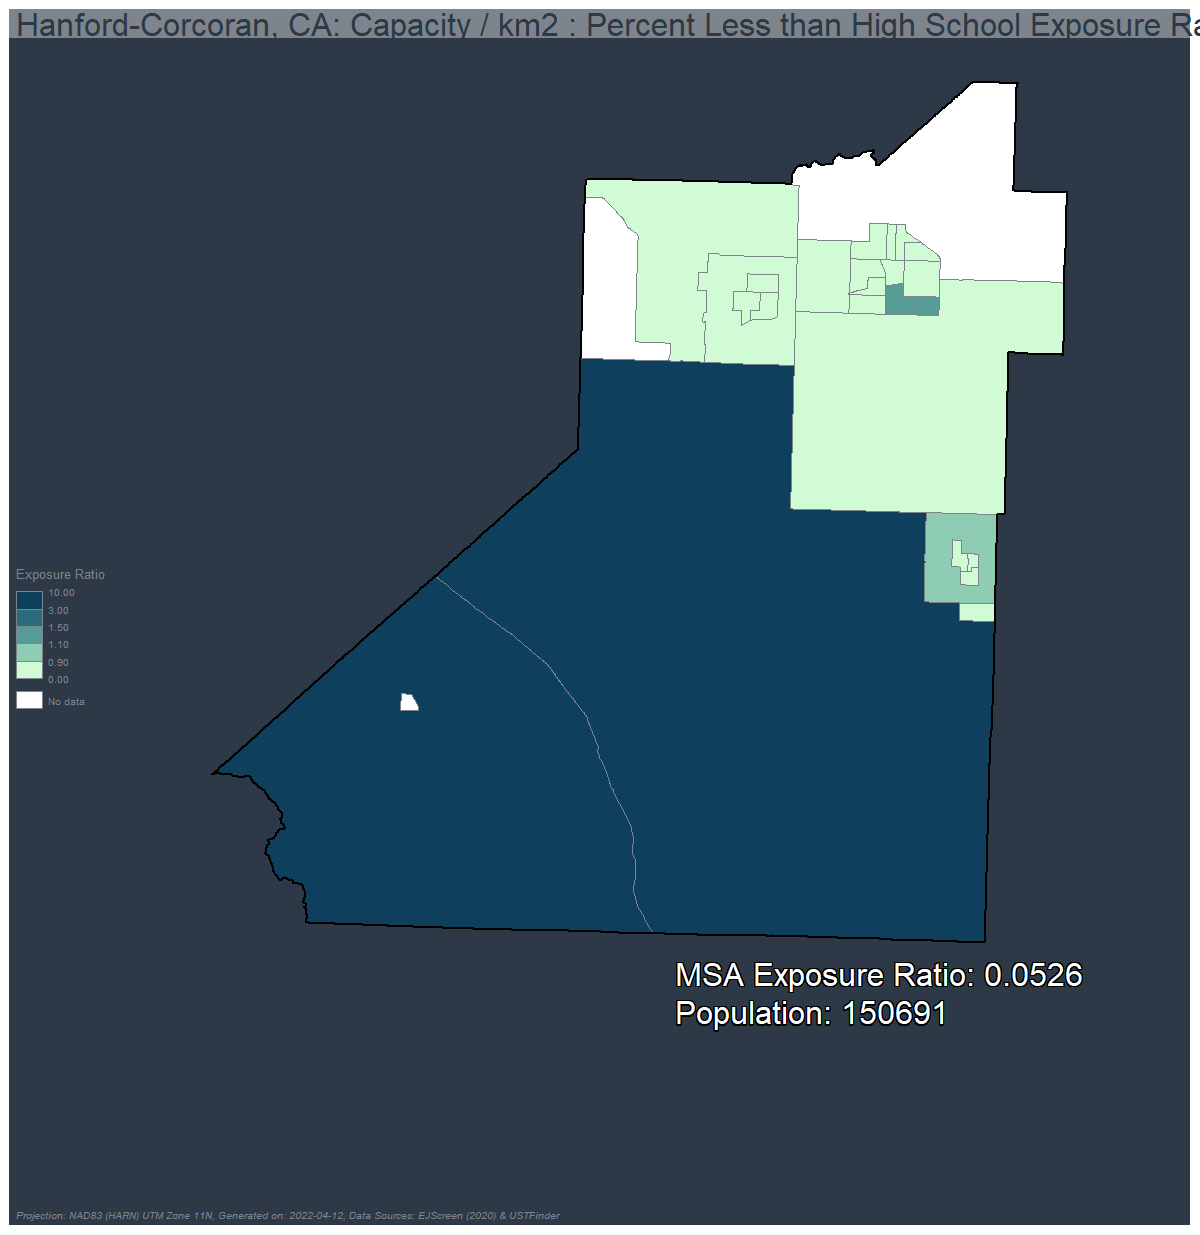 Hanford-Corcoran, CA: Capacity / km2 : Percent Less than High School Exposure Ra
Exposure Ratio
10.00
3.00
1.50
1.10
0.90
0.00
No data
MSA Exposure Ratio: 0.0526
Population: 150691
Projection: NAD83 (HARN) UTM Zone 11N, Generated on: 2022-04-12, Data Sources: EJScreen (2020) & USTFinder